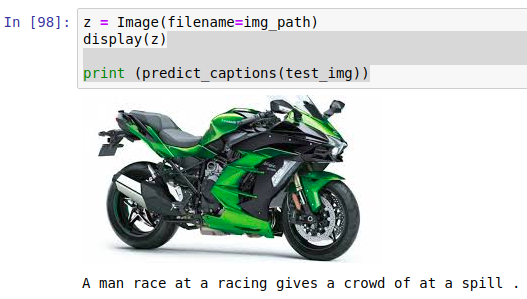 In [98]: z = Image(filename=img_path)
display(z)
print (predict_captions(test_img))
A man race at a racing gives a crowd of at a spill .